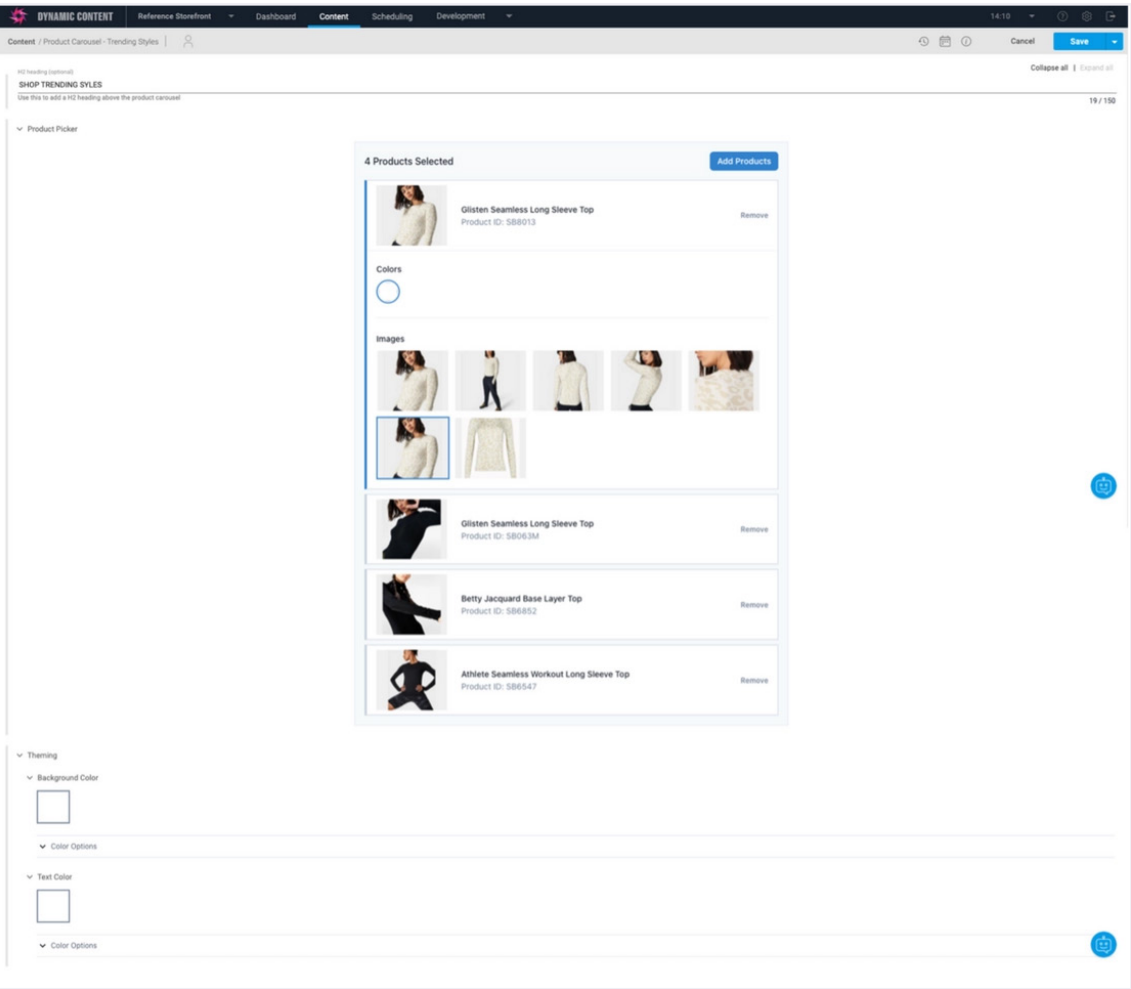 DYNAMIC CONTENT Reference Storefront Dashboard Content Scheduling Development 14:10
Content / Product Carousel - Trending Styles Cancel Save
Collapse all | Expand all
H2 heading (optional)
SHOP TRENDING SYLES
Use this to add a H2 heading above the product carousel 19 / 150
Product Picker
4 Products Selected Add Products
Glisten Seamless Long Sleeve Top
Product ID: SB8013
Remove
Colors
Images
Glisten Seamless Long Sleeve Top
Product ID: SB063M
Remove
Betty Jacquard Base Layer Top
Product ID: SB6852
Remove
Athlete Seamless Workout Long Sleeve Top
Product ID: SB6547
Remove
Theming
Background Color
Color Options
Text Color
Color Options